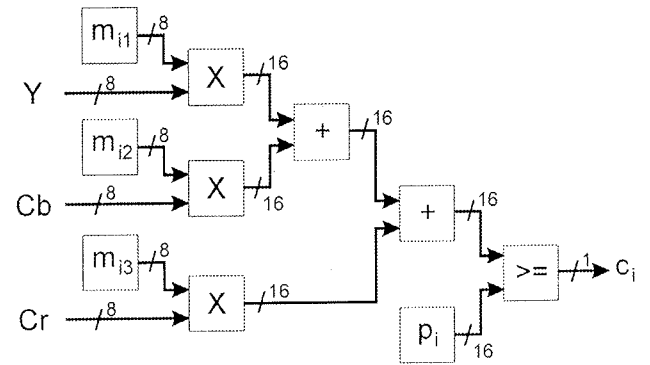 m_i1 8
X 16
Y 8
m_i2 8
+ 16
X 16
Cb 8
+ 16
m_i3 8
>= 1 c_i
X 16
Cr 8
p_i 16